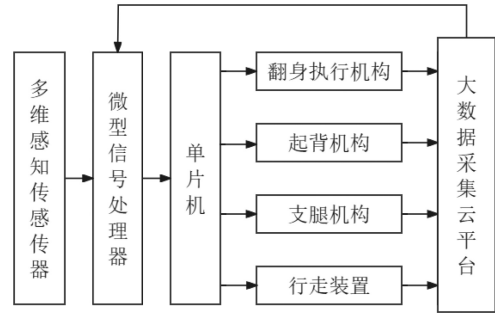 多维感知传感传器
微型信号处理器
单片机
翻身执行机构
起背机构
支腿机构
行走装置
大数据采集云平台